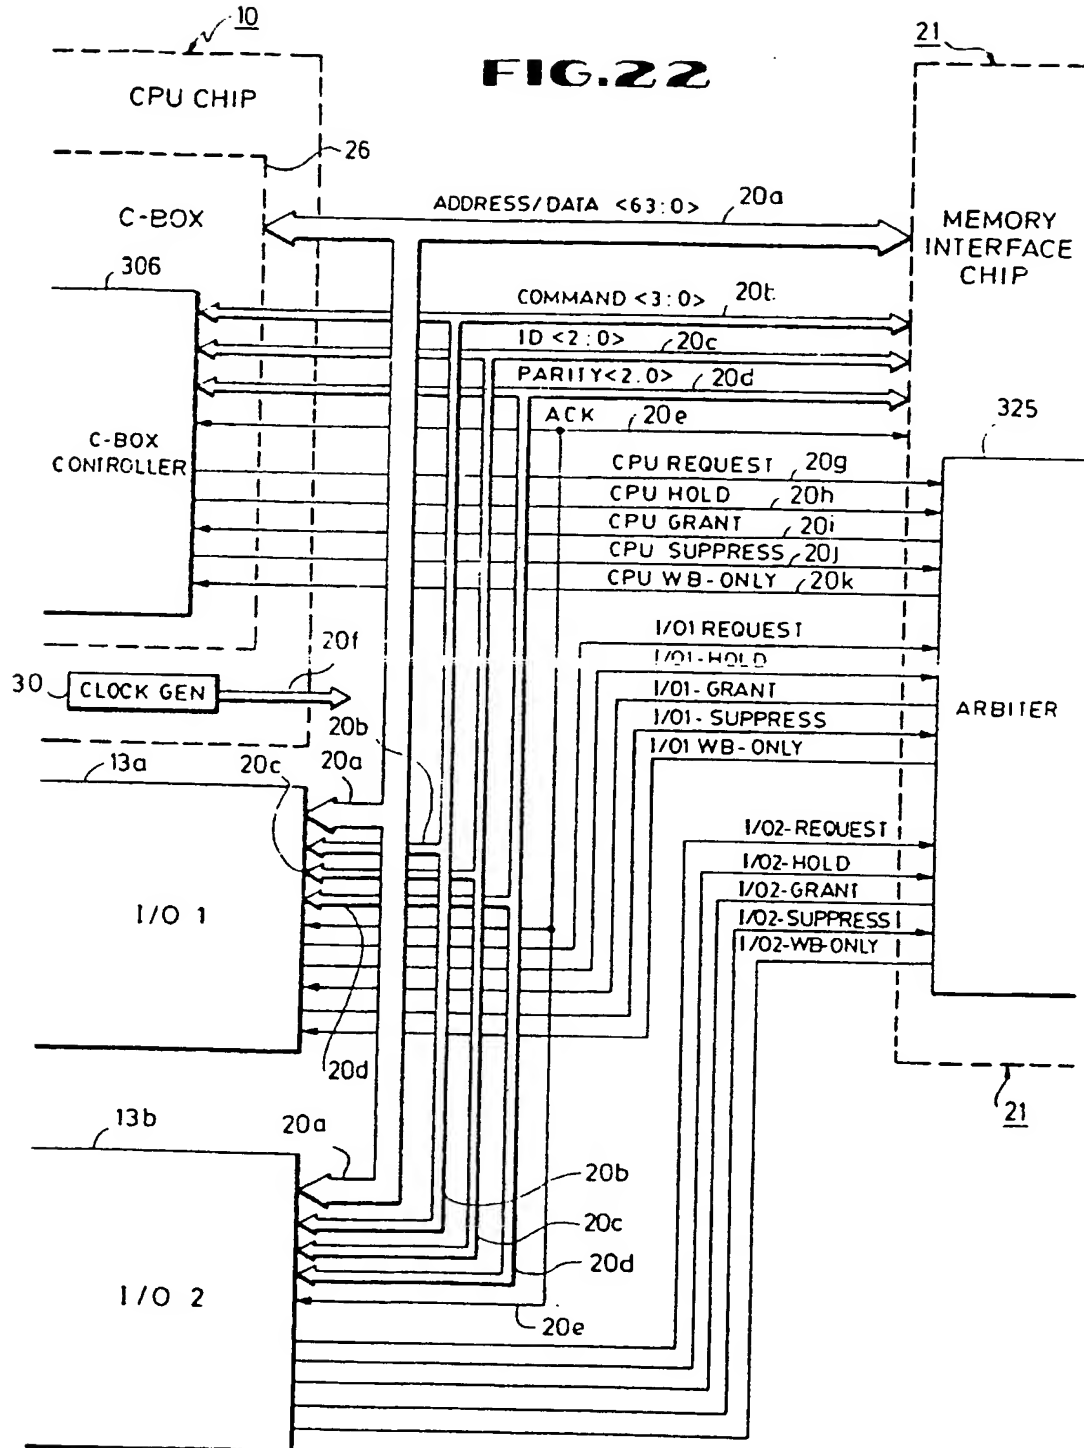 10
21
FIG.22
CPU CHIP
26
C-BOX
ADDRESS/DATA <63:0>
20a
MEMORY
INTERFACE
CHIP
306
COMMAND <3:0>
20b
ID <2:0>
20c
PARITY<2.0>
20d
ACK
20e
325
C-BOX
CONTROLLER
CPU REQUEST
20g
CPU HOLD
20h
CPU GRANT
20i
CPU SUPPRESS
20j
CPU WB-ONLY
20k
I/O1 REQUEST
I/O1-HOLD
I/O1-GRANT
I/O1-SUPPRESS
I/O1 WB-ONLY
20f
30
CLOCK GEN
ARBITER
20b
13a
20c
20a
I/O 1
I/O2-REQUEST
I/O2-HOLD
I/O2-GRANT
I/O2-SUPPRESS
I/O2-WB-ONLY
20d
21
13b
20a
20b
20c
20d
I/O 2
20e